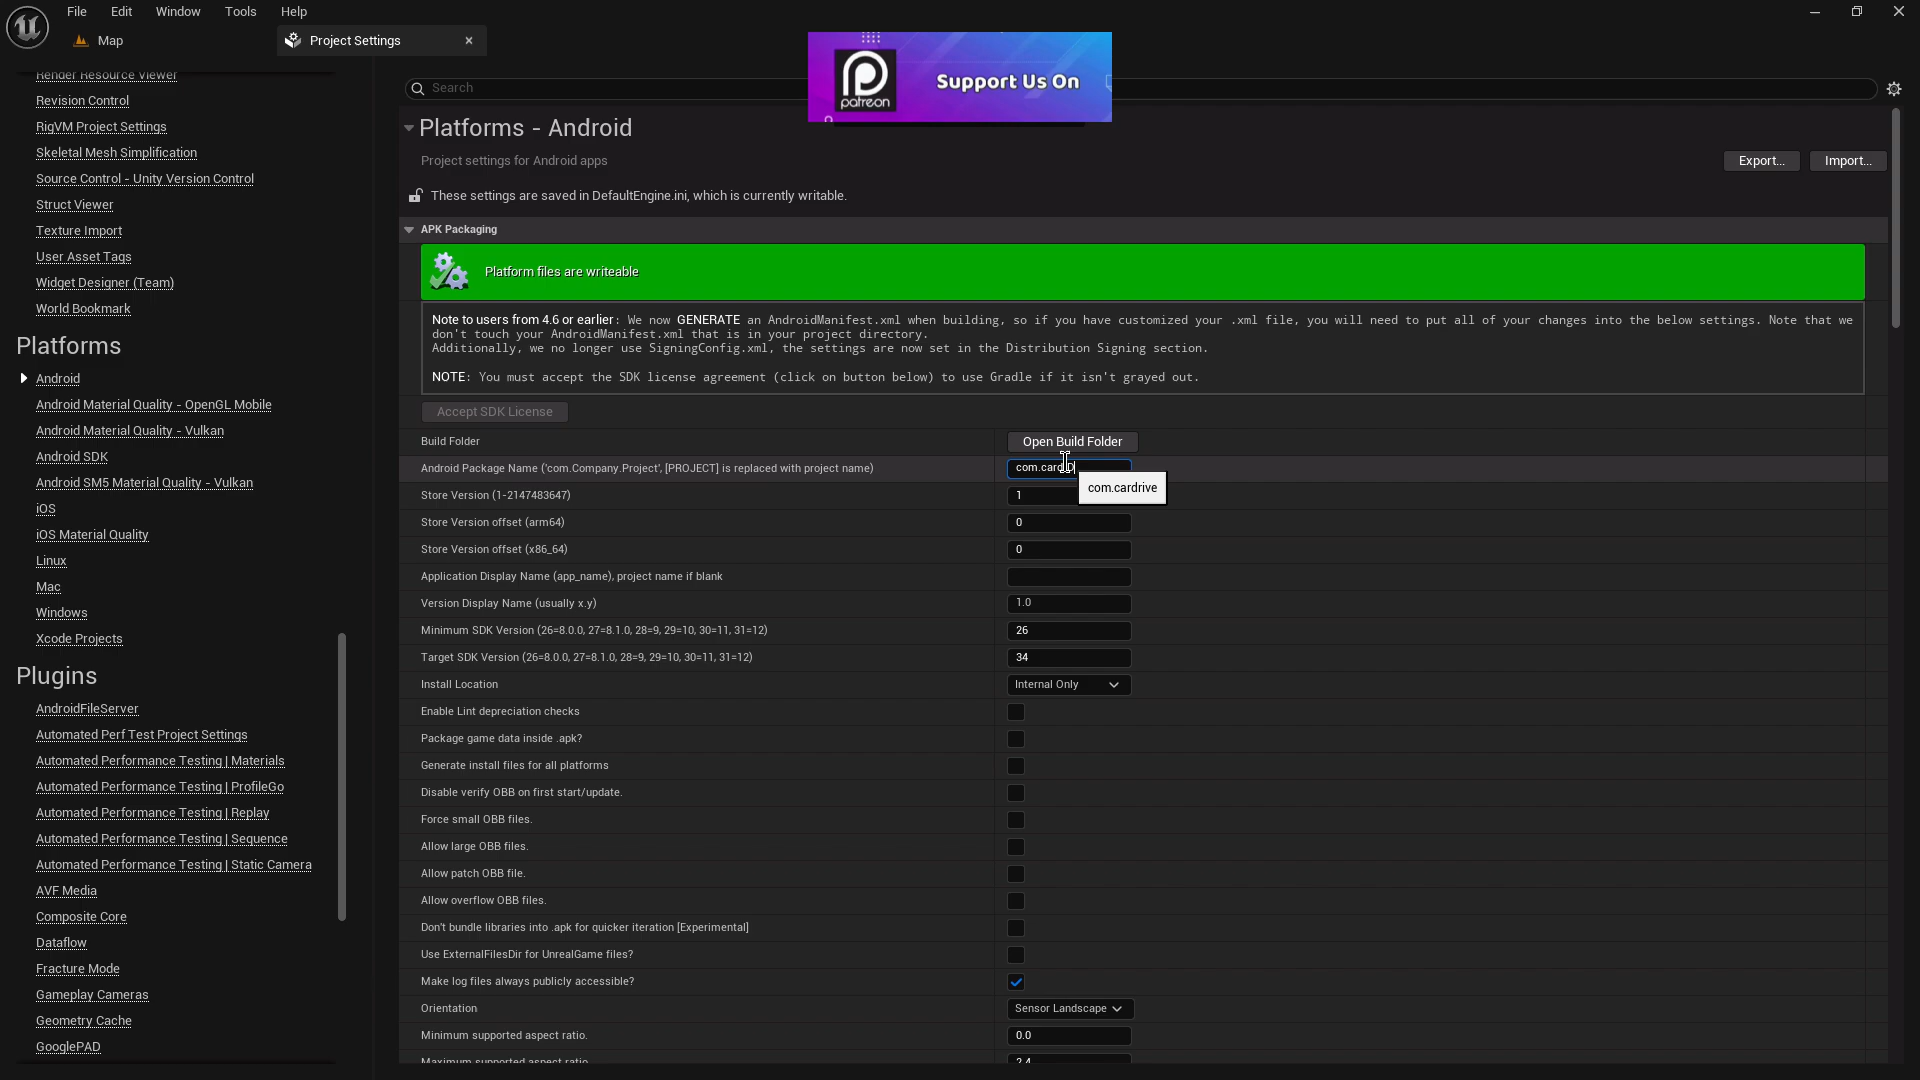 File Edit Window Tools Help
Map
Project Settings
patreon
Support Us On
Search
Render Resource Viewer
Revision Control
RigVM Project Settings
Skeletal Mesh Simplification
Source Control - Unity Version Control
Struct Viewer
Texture Import
User Asset Tags
Widget Designer (Team)
World Bookmark
Platforms
Android
Android Material Quality - OpenGL Mobile
Android Material Quality - Vulkan
Android SDK
Android SM5 Material Quality - Vulkan
iOS
iOS Material Quality
Linux
Mac
Windows
Xcode Projects
Plugins
AndroidFileServer
Automated Perf Test Project Settings
Automated Performance Testing | Materials
Automated Performance Testing | ProfileGo
Automated Performance Testing | Replay
Automated Performance Testing | Sequence
Automated Performance Testing | Static Camera
AVF Media
Composite Core
Dataflow
Fracture Mode
Gameplay Cameras
Geometry Cache
GooglePAD
Platforms - Android
Project settings for Android apps
Export... Import...
These settings are saved in DefaultEngine.ini, which is currently writable.
APK Packaging
Platform files are writeable
Note to users from 4.6 or earlier: We now GENERATE an AndroidManifest.xml when building, so if you have customized your .xml file, you will need to put all of your changes into the below settings. Note that we
don't touch your AndroidManifest.xml that is in your project directory.
Additionally, we no longer use SigningConfig.xml, the settings are now set in the Distribution Signing section.
NOTE: You must accept the SDK license agreement (click on button below) to use Gradle if it isn't grayed out.
Accept SDK License
Build Folder Open Build Folder
Android Package Name ('com.Company.Project', [PROJECT] is replaced with project name)
com.cardrive
Store Version (1-2147483647) 1
Store Version offset (arm64) 0
Store Version offset (x86_64) 0
Application Display Name (app_name), project name if blank
Version Display Name (usually x.y) 1.0
Minimum SDK Version (26=8.0.0, 27=8.1.0, 28=9, 29=10, 30=11, 31=12) 26
Target SDK Version (26=8.0.0, 27=8.1.0, 28=9, 29=10, 30=11, 31=12) 34
Install Location Internal Only
Enable Lint depreciation checks
Package game data inside .apk?
Generate install files for all platforms
Disable verify OBB on first start/update.
Force small OBB files.
Allow large OBB files.
Allow patch OBB file.
Allow overflow OBB files.
Don't bundle libraries into .apk for quicker iteration [Experimental]
Use ExternalFilesDir for UnrealGame files?
Make log files always publicly accessible?
Orientation Sensor Landscape
Minimum supported aspect ratio. 0.0
Maximum supported aspect ratio. 2.4